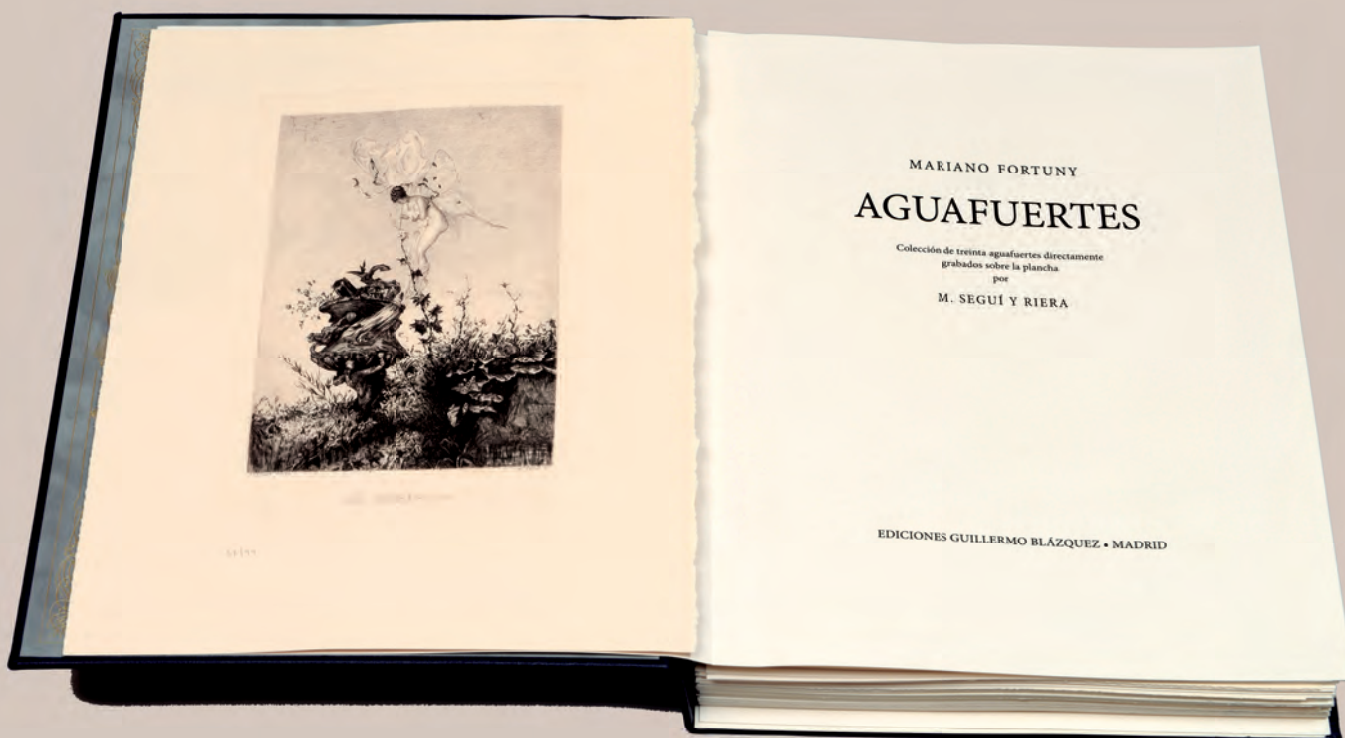 MARIANO FORTUNY
AGUAFUERTES
Colección de treinta aguafuertes directamente
grabados sobre la plancha
por
M. SEGUÍ Y RIERA
EDICIONES GUILLERMO BLÁZQUEZ • MADRID